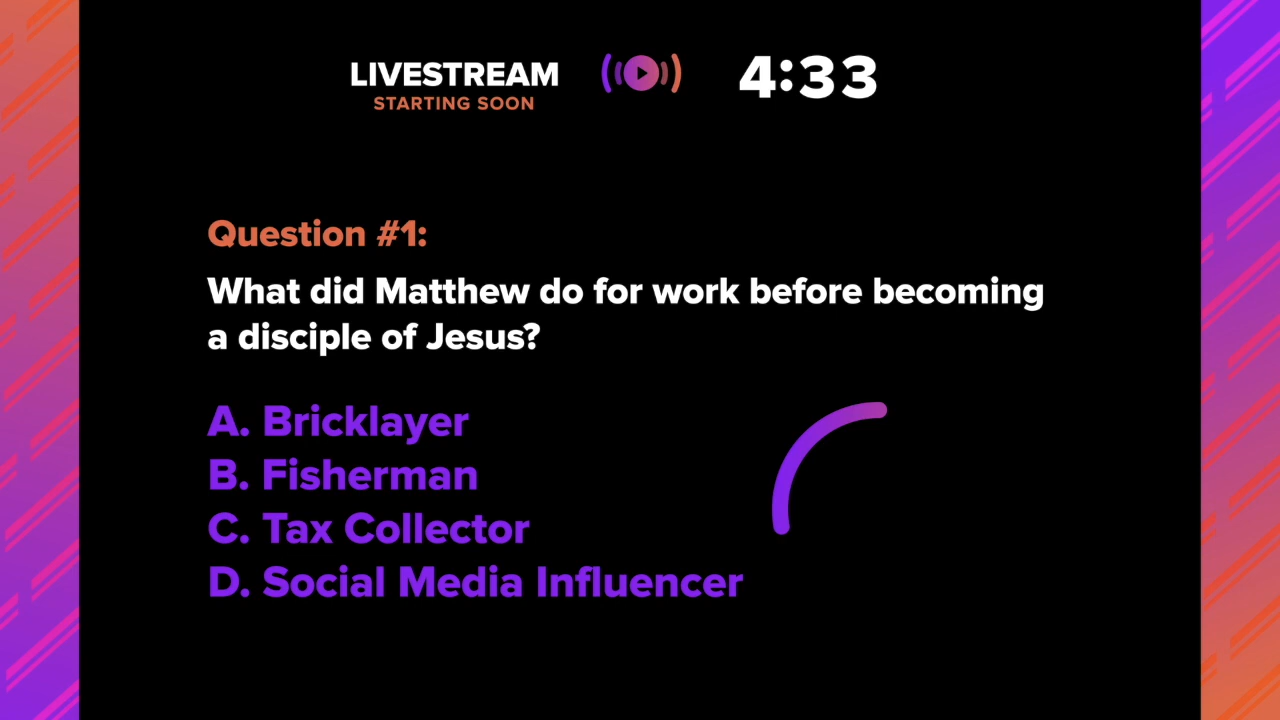 LIVESTREAM
STARTING SOON
4:33
Question #1:
What did Matthew do for work before becoming
a disciple of Jesus?
A. Bricklayer
B. Fisherman
C. Tax Collector
D. Social Media Influencer